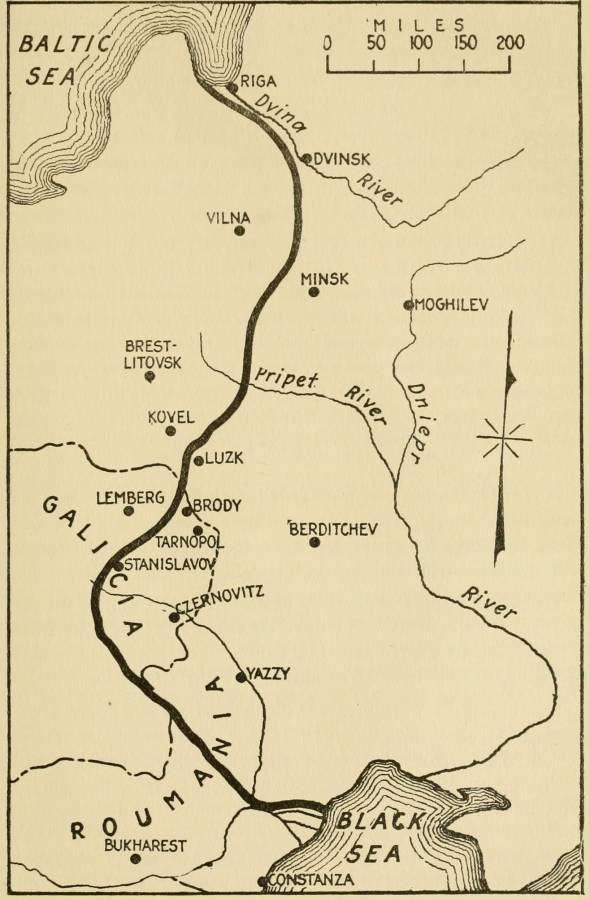 BALTIC
SEA
MILES
0 50 100 150 200
RIGA
Dvina
DVINSK
River
VILNA
MINSK
MOGHILEV
BREST-
LITOVSK
Pripet
River
Dniepr
KOVEL
LUZK
LEMBERG
BRODY
GALICIA
TARNOPOL
BERDITCHEV
STANISLAVOV
CZERNOVITZ
River
YAZZY
ROUMANIA
BLACK
SEA
BUKHAREST
CONSTANZA